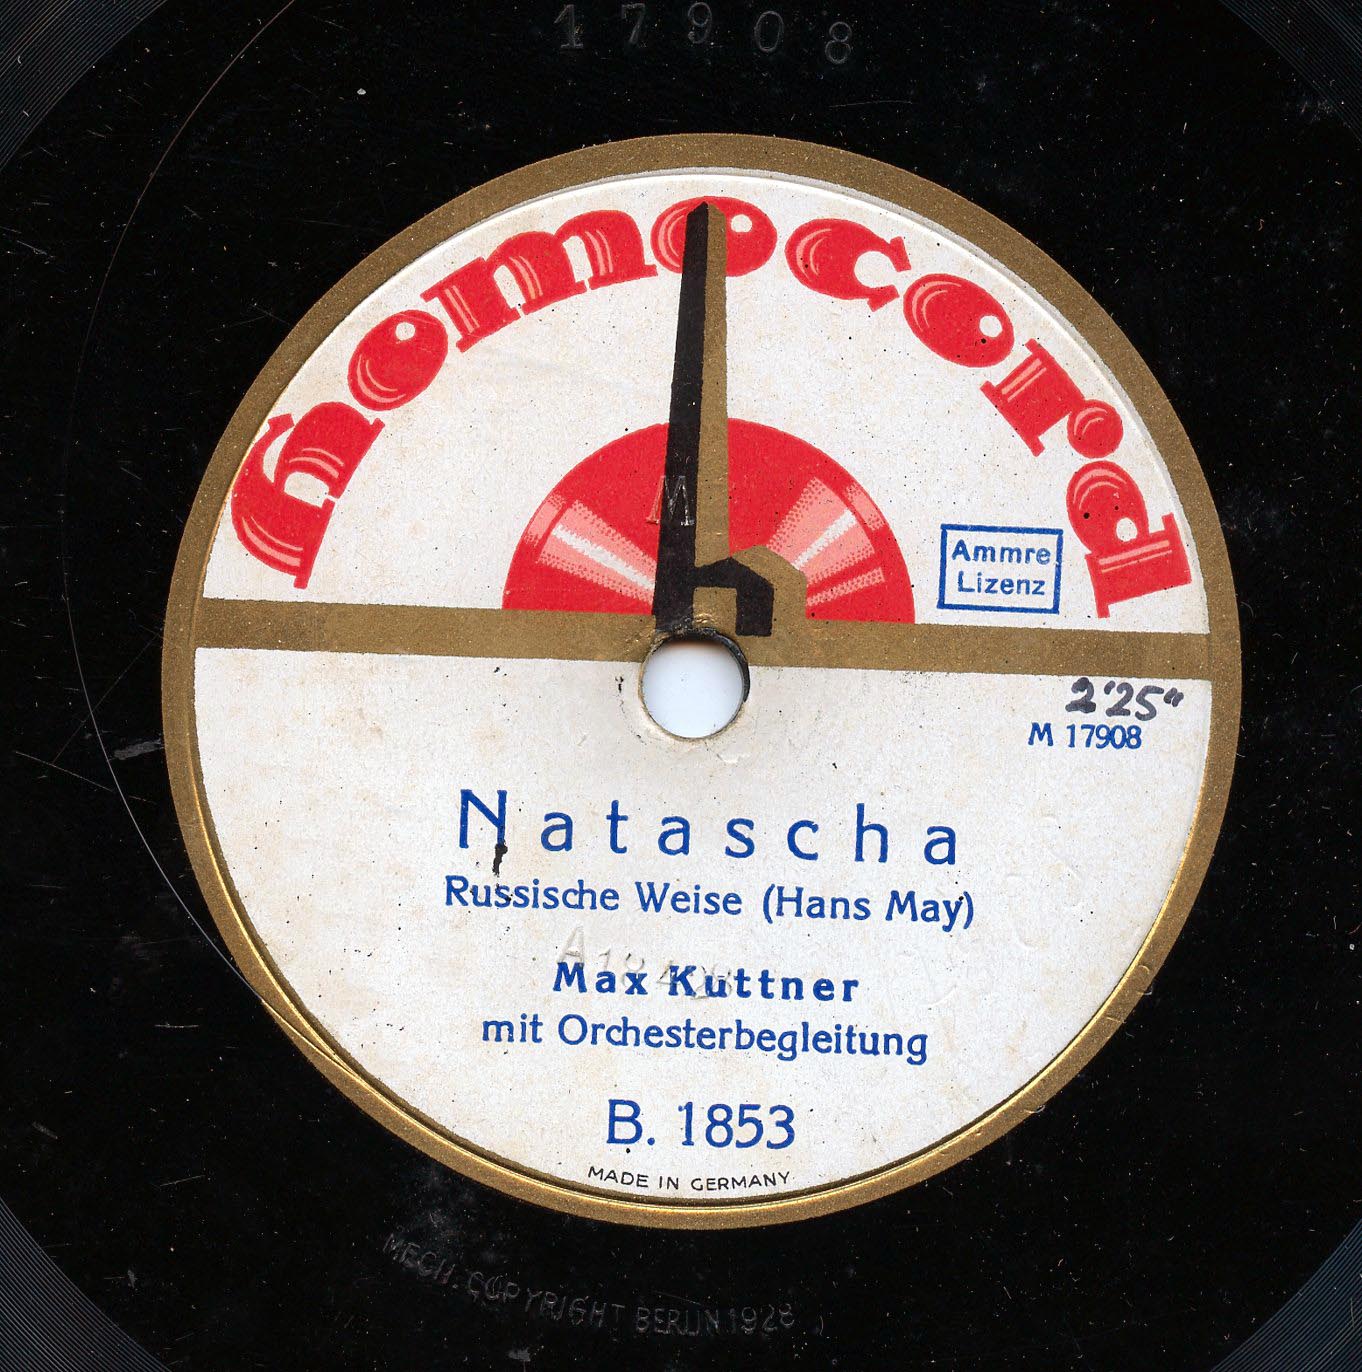 17908
homocord
M
Ammre
Lizenz
2'25"
M 17908
Natascha
Russische Weise (Hans May)
Max Kuttner
mit Orchesterbegleitung
B. 1853
MADE IN GERMANY
MECH. COPYRIGHT BERLIN 1928